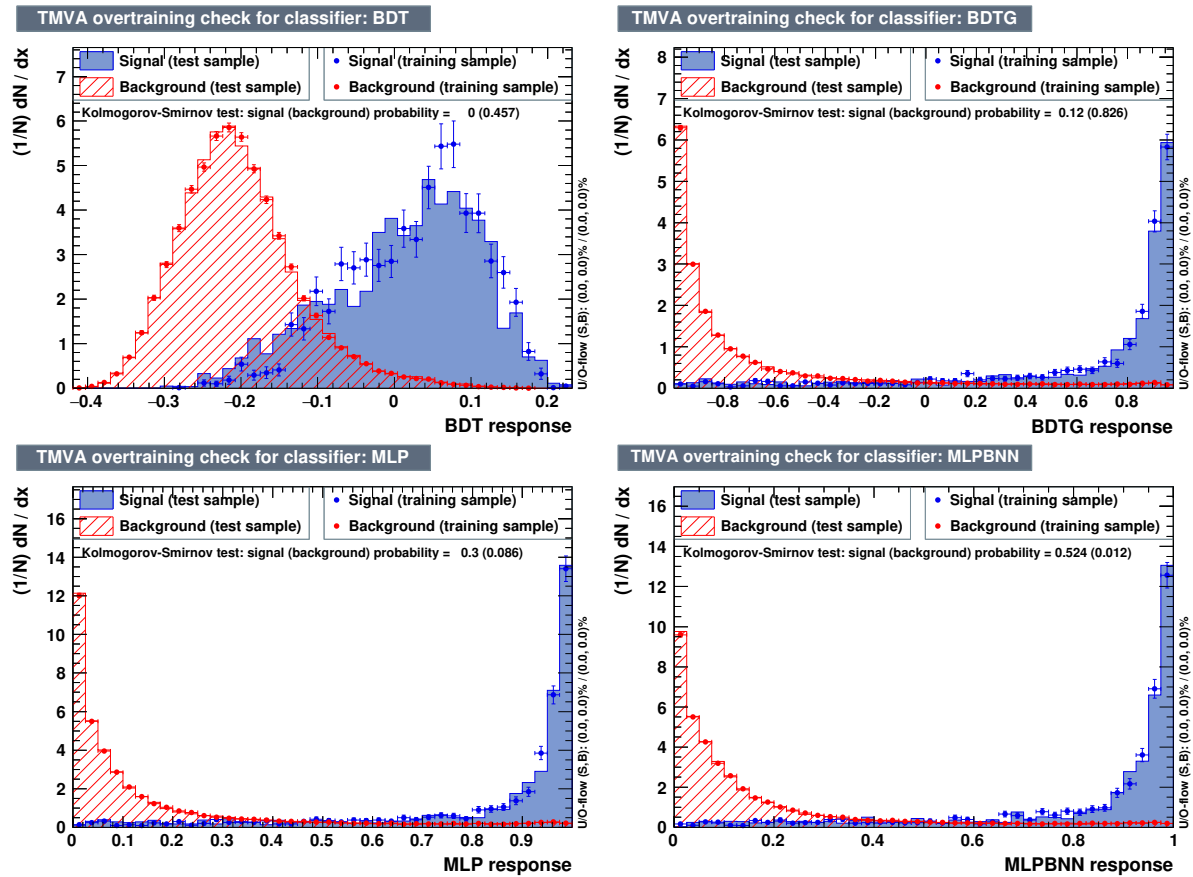 TMVA overtraining check for classifier: BDT
(1/N) dN / dx
Signal (test sample)
Background (test sample)
Signal (training sample)
Background (training sample)
Kolmogorov-Smirnov test: signal (background) probability = 0 (0.457)
7
6
5
4
3
2
1
0
−0.4 −0.3 −0.2 −0.1 0 0.1 0.2
BDT response
U/O-flow (S,B): (0.0, 0.0)% / (0.0, 0.0)%
TMVA overtraining check for classifier: BDTG
(1/N) dN / dx
Signal (test sample)
Background (test sample)
Signal (training sample)
Background (training sample)
Kolmogorov-Smirnov test: signal (background) probability = 0.12 (0.826)
8
7
6
5
4
3
2
1
0
−0.8 −0.6 −0.4 −0.2 0 0.2 0.4 0.6 0.8
BDTG response
U/O-flow (S,B): (0.0, 0.0)% / (0.0, 0.0)%
TMVA overtraining check for classifier: MLP
(1/N) dN / dx
Signal (test sample)
Background (test sample)
Signal (training sample)
Background (training sample)
Kolmogorov-Smirnov test: signal (background) probability = 0.3 (0.086)
16
14
12
10
8
6
4
2
0
0 0.1 0.2 0.3 0.4 0.5 0.6 0.7 0.8 0.9
MLP response
U/O-flow (S,B): (0.0, 0.0)% / (0.0, 0.0)%
TMVA overtraining check for classifier: MLPBNN
(1/N) dN / dx
Signal (test sample)
Background (test sample)
Signal (training sample)
Background (training sample)
Kolmogorov-Smirnov test: signal (background) probability = 0.524 (0.012)
16
14
12
10
8
6
4
2
0
0 0.2 0.4 0.6 0.8 1
MLPBNN response
U/O-flow (S,B): (0.0, 0.0)% / (0.0, 0.0)%